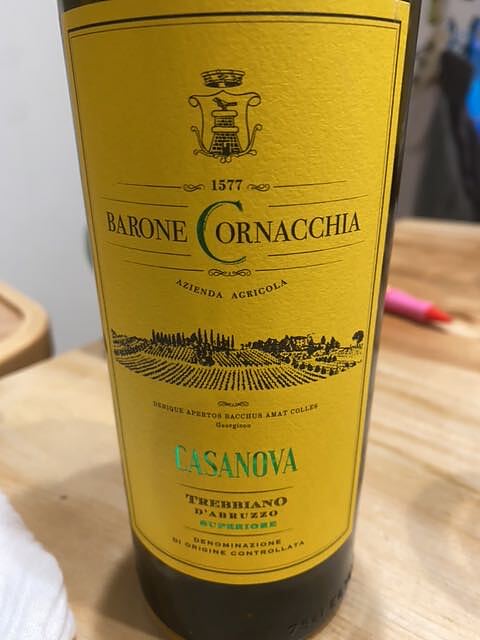 1577
BARONE CORNACCHIA
AZIENDA AGRICOLA
DENIQUE APERTOS BACCHUS AMAT COLLES
Georgicon
CASANOVA
TREBBIANO
D'ABRUZZO
SUPERIORE
DENOMINAZIONE
DI ORIGINE CONTROLLATA